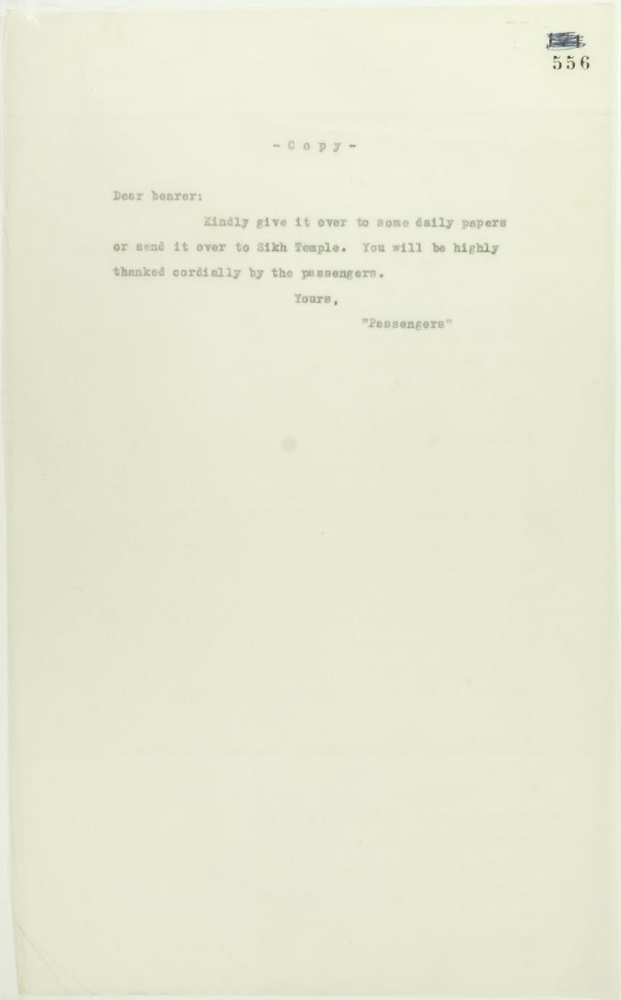 556
- C o p y -
Dear bearer:
Kindly give it over to some daily papers
or send it over to Sikh Temple. You will be highly
thanked cordially by the passengers.
Yours,
"Passengers"